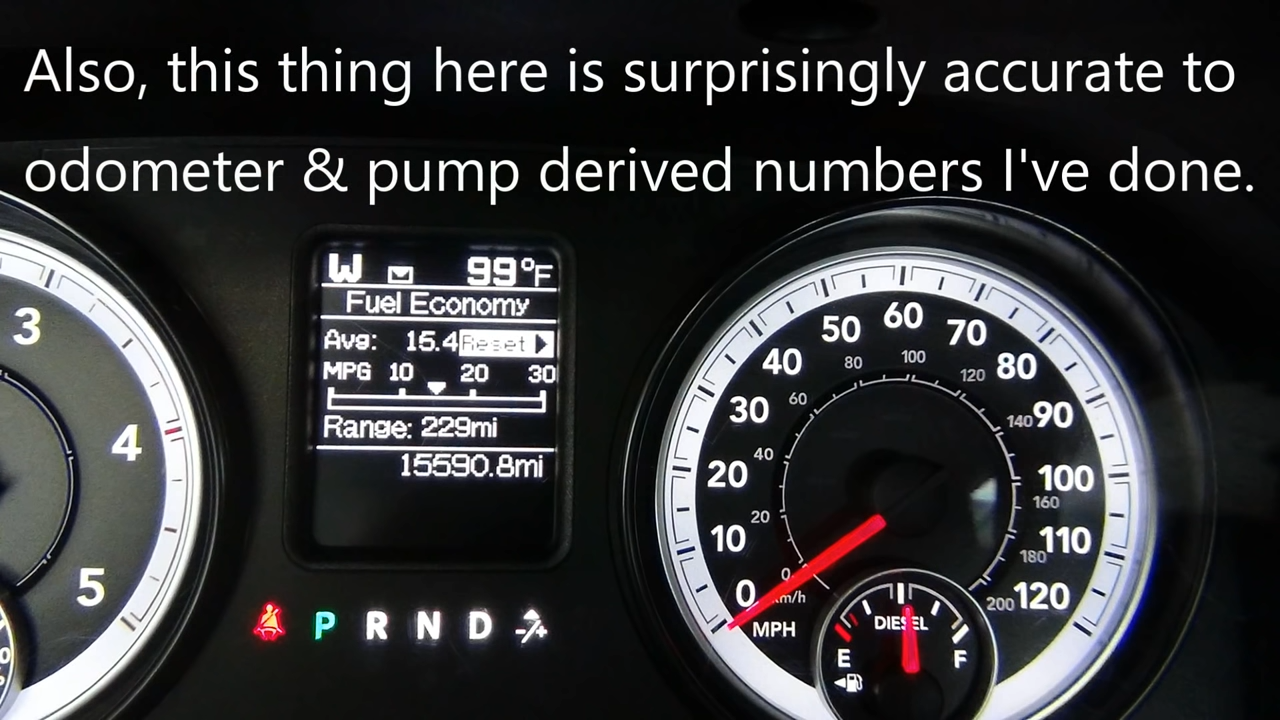 Also, this thing here is surprisingly accurate to
odometer & pump derived numbers I've done.
W 99°F
Fuel Economy
Avg: 15.4 Reset
MPG 10 20 30
Range: 229mi
15590.8mi
P R N D
3
4
5
0 10 20 30 40 50 60 70 80 90 100 110 120
MPH
0 20 40 60 80 100 120 140 160 180 200
km/h
DIESEL
E F